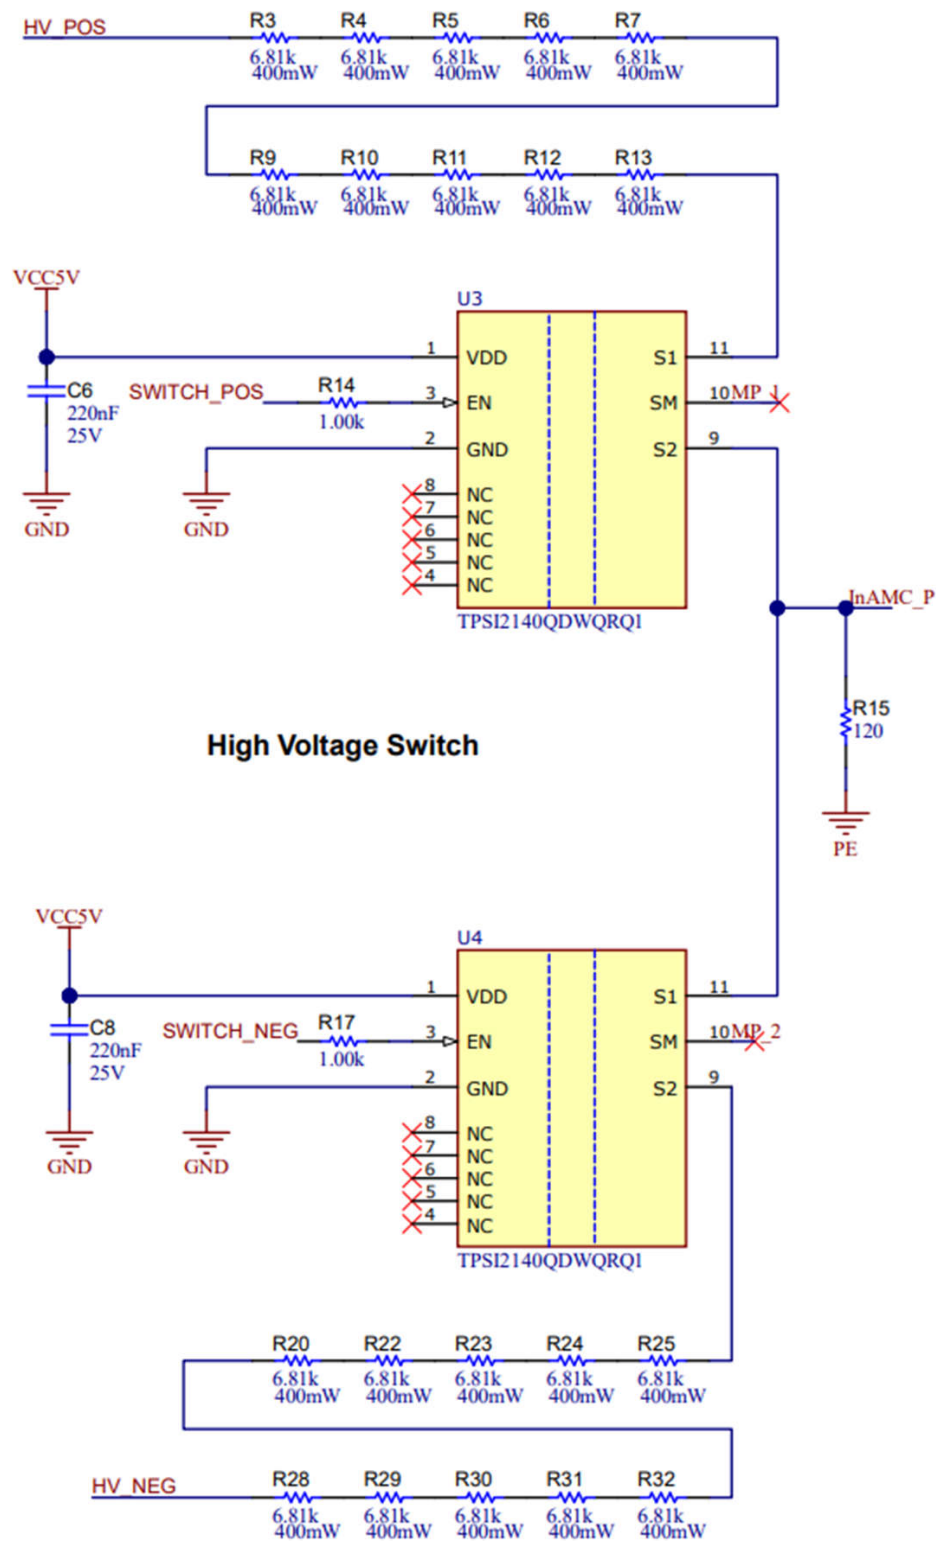 HV_POS
R3 R4 R5 R6 R7
6.81k 6.81k 6.81k 6.81k 6.81k
400mW 400mW 400mW 400mW 400mW
R9 R10 R11 R12 R13
6.81k 6.81k 6.81k 6.81k 6.81k
400mW 400mW 400mW 400mW 400mW
VCC5V
U3
1 VDD S1 11
C6
220nF
25V
SWITCH_POS R14 3 EN SM 10 MP_1
1.00k
2 GND S2 9
8 NC
7 NC
6 NC
5 NC
4 NC
GND GND
TPSI2140QDWQRQ1
InAMC_P
R15
120
PE
High Voltage Switch
VCC5V
U4
1 VDD S1 11
C8
220nF
25V
SWITCH_NEG R17 3 EN SM 10 MP_2
1.00k
2 GND S2 9
8 NC
7 NC
6 NC
5 NC
4 NC
GND GND
TPSI2140QDWQRQ1
R20 R22 R23 R24 R25
6.81k 6.81k 6.81k 6.81k 6.81k
400mW 400mW 400mW 400mW 400mW
HV_NEG
R28 R29 R30 R31 R32
6.81k 6.81k 6.81k 6.81k 6.81k
400mW 400mW 400mW 400mW 400mW